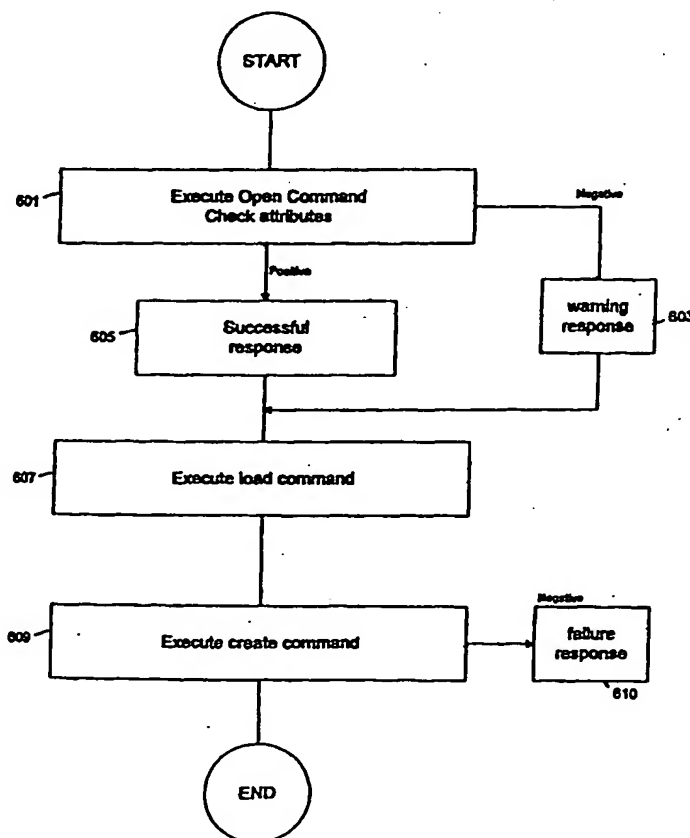 START
601
Execute Open Command
Check attributes
Negative
Positive
605
Successful
response
warning
response
603
607
Execute load command
609
Execute create command
Negative
failure
response
610
END